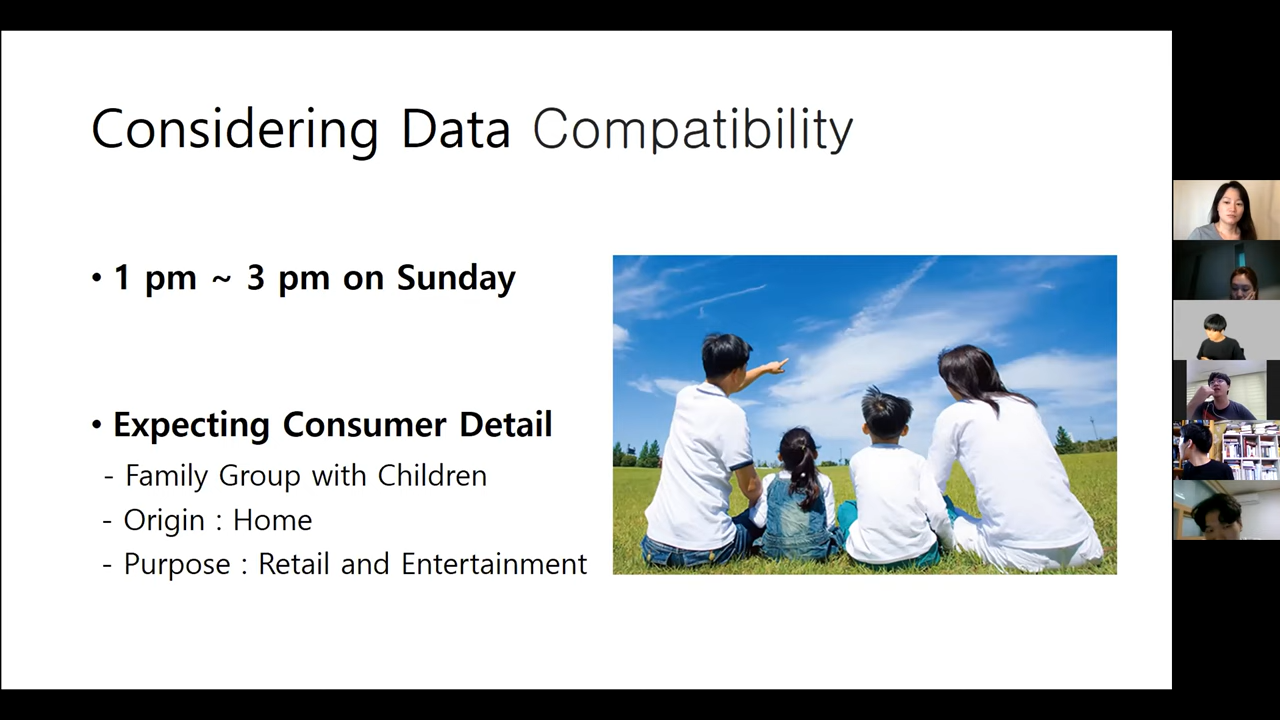 Considering Data Compatibility
• 1 pm ~ 3 pm on Sunday
• Expecting Consumer Detail
- Family Group with Children
- Origin : Home
- Purpose : Retail and Entertainment